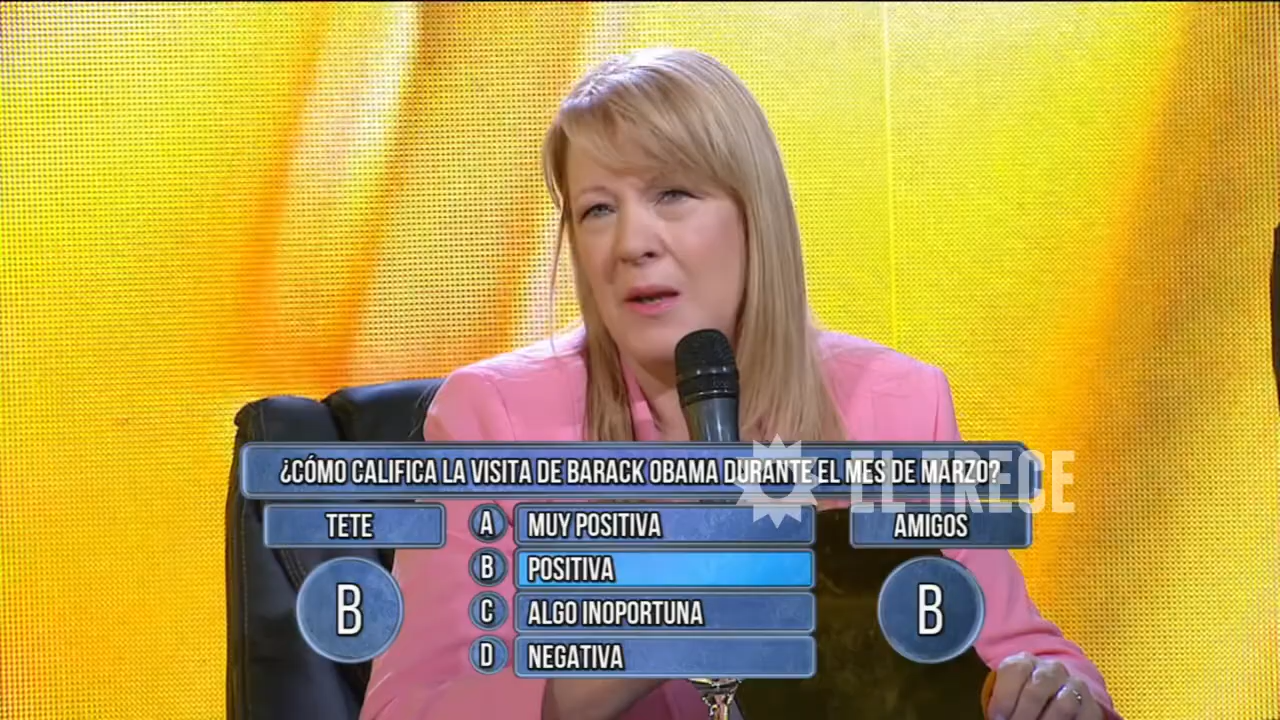 ¿CÓMO CALIFICA LA VISITA DE BARACK OBAMA DURANTE EL MES DE MARZO?
EL TRECE
TETE
A MUY POSITIVA
AMIGOS
B POSITIVA
B
B
C ALGO INOPORTUNA
D NEGATIVA